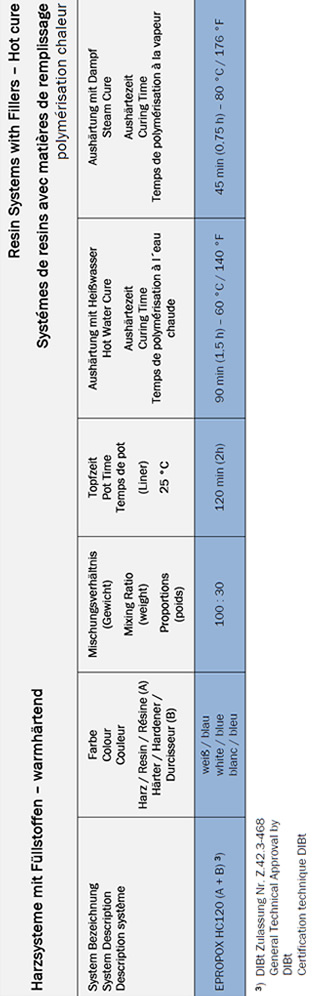 Harzsysteme mit Füllstoffen – warmhärtend
Resin Systems with Fillers – Hot cure
Systémes de resins avec matières de remplissage
polymérisation chaleur
System Bezeichnung
System Description
Description système
Farbe
Colour
Couleur
Harz / Resin / Résine (A)
Härter / Hardener /
Durcisseur (B)
Mischungsverhältnis
(Gewicht)
Mixing Ratio
(weight)
Proportions
(poids)
Topfzeit
Pot Time
Temps de pot
(Liner)
25 °C
Aushärtung mit Heißwasser
Hot Water Cure
Aushärtezeit
Curing Time
Temps de polymérisation à l´eau
chaude
Aushärtung mit Dampf
Steam Cure
Aushärtezeit
Curing Time
Temps de polymérisation à la vapeur
EPROPOX HC120 (A + B) ³)
weiß / blau
white / blue
blanc / bleu
100 : 30
120 min (2h)
90 min (1.5 h) – 60 °C / 140 °F
45 min (0.75 h) – 80 °C / 176 °F
³) DIBt Zulassung Nr. Z.42.3-468
General Technical Approval by
DIBt
Certification technique DIBt